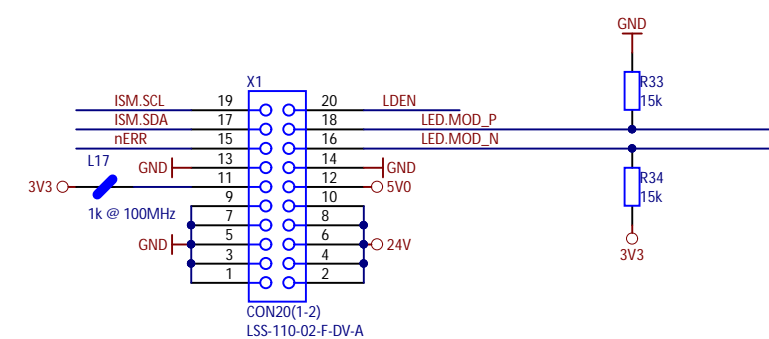 GND
X1
R33
15k
ISM.SCL 19 20 LDEN
ISM.SDA 17 18 LED.MOD_P
nERR 15 16 LED.MOD_N
L17
GND 13 14 GND
3V3 11 12 5V0
1k @ 100MHz
9 10
7 8
GND 5 6 24V
3 4
1 2
R34
15k
3V3
CON20(1-2)
LSS-110-02-F-DV-A